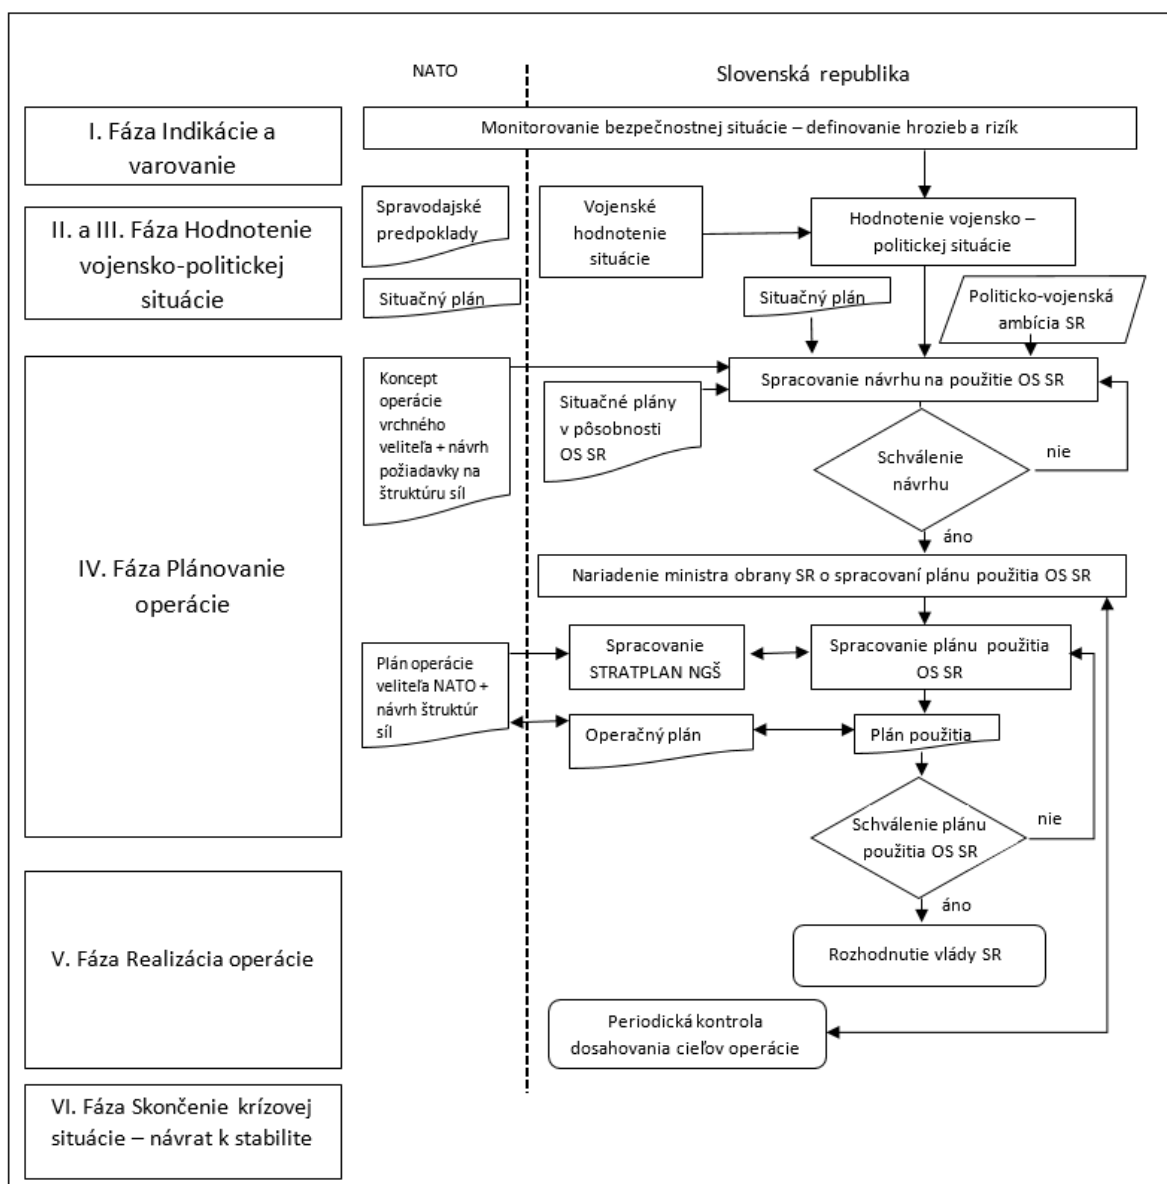 NATO
Slovenská republika
I. Fáza Indikácie a
varovanie
Monitorovanie bezpečnostnej situácie – definovanie hrozieb a rizík
II. a III. Fáza Hodnotenie
vojensko-politickej
situácie
Spravodajské
predpoklady
Vojenské
hodnotenie
situácie
Hodnotenie vojensko –
politickej situácie
Situačný plán
Situačný plán
Politicko-vojenská
ambícia SR
IV. Fáza Plánovanie
operácie
Koncept
operácie
vrchného
veliteľa + návrh
požiadavky na
štruktúru síl
Situačné plány
v pôsobnosti
OS SR
Spracovanie návrhu na použitie OS SR
Schválenie
návrhu
nie
áno
Nariadenie ministra obrany SR o spracovaní plánu použitia OS SR
Plán operácie
veliteľa NATO +
návrh štruktúr
síl
Spracovanie
STRATPLAN NGŠ
Spracovanie plánu použitia
OS SR
Operačný plán
Plán použitia
Schválenie plánu
použitia OS SR
nie
áno
V. Fáza Realizácia operácie
Rozhodnutie vlády SR
Periodická kontrola
dosahovania cieľov operácie
VI. Fáza Skončenie krízovej
situácie – návrat k stabilite